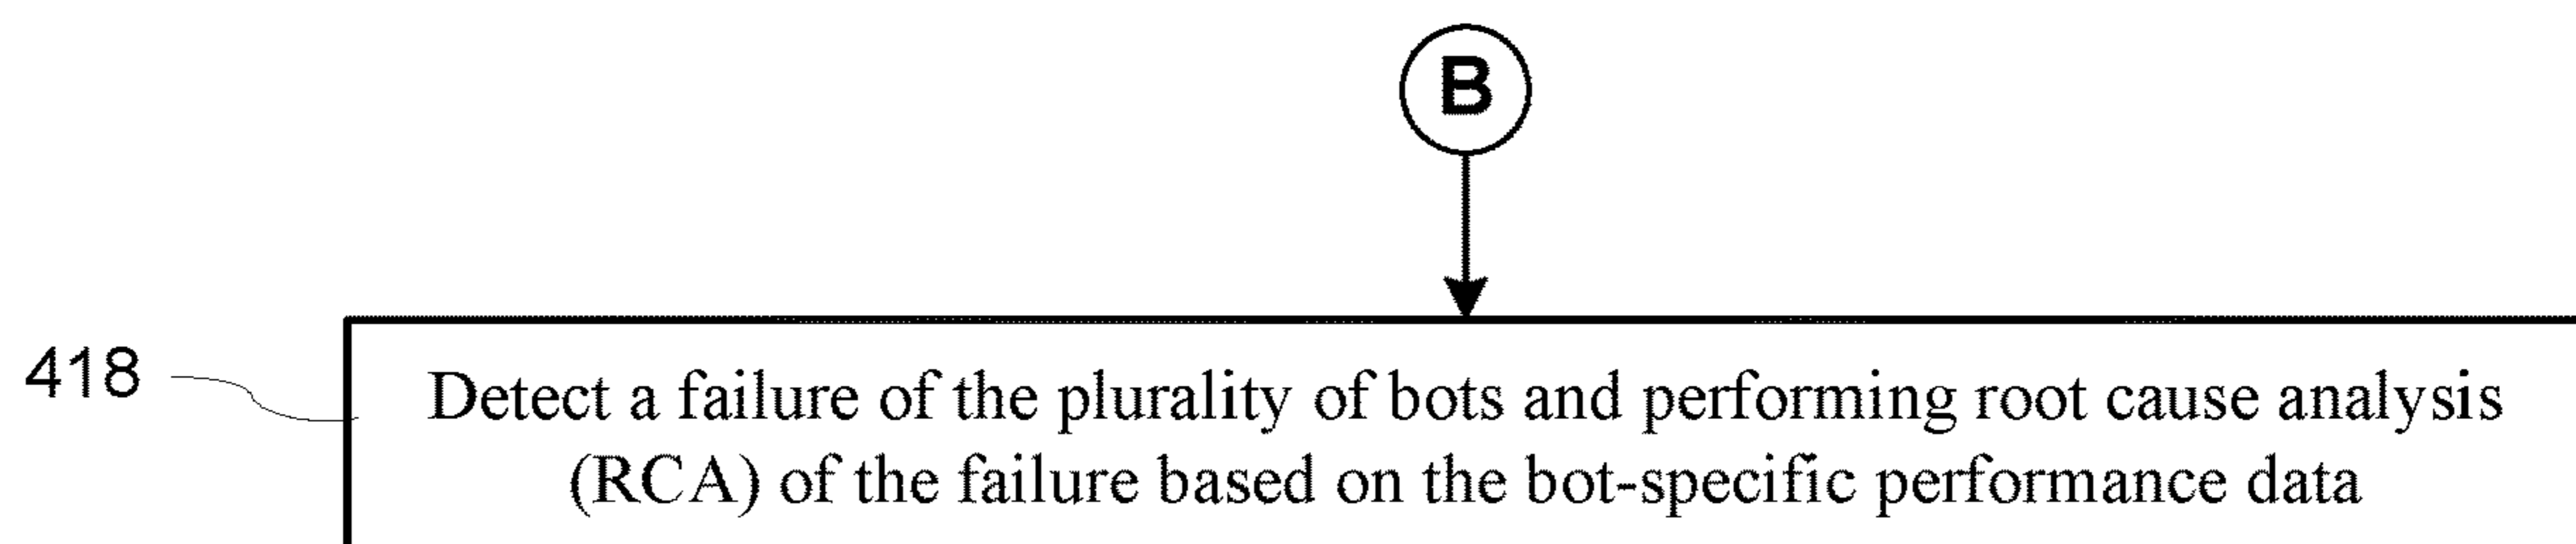 B
418
Detect a failure of the plurality of bots and performing root cause analysis
(RCA) of the failure based on the bot-specific performance data